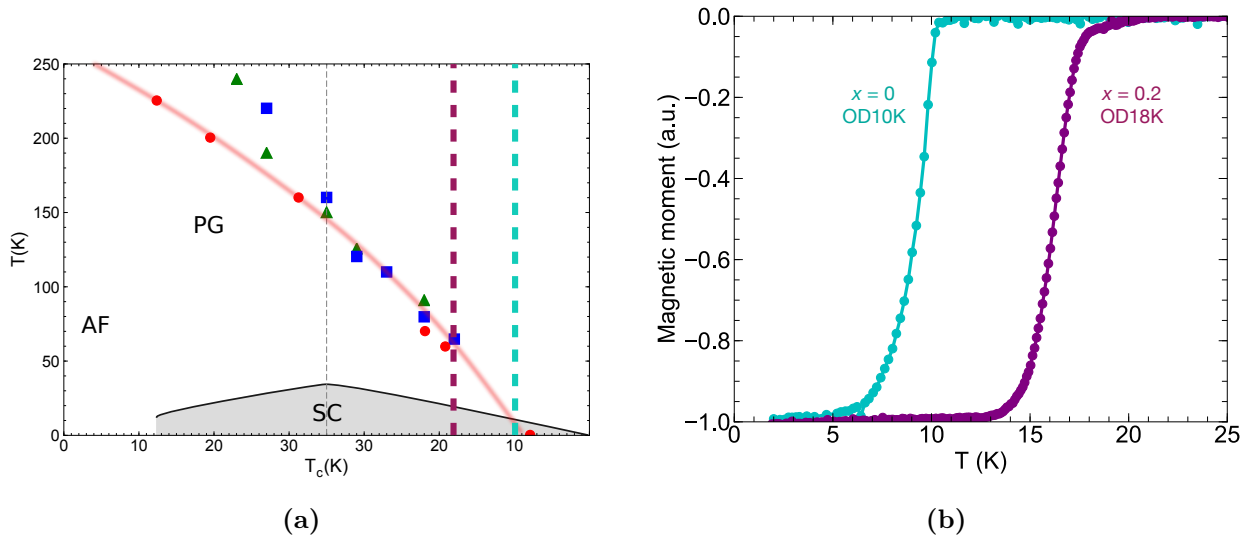 250
200
150
100
50
0
T(K)
PG
AF
SC
0 10 20 30 30 20 10
T_c(K)
(a)
0.0
−0.2
−0.4
−0.6
−0.8
−1.0
Magnetic moment (a.u.)
x = 0
OD10K
x = 0.2
OD18K
0 5 10 15 20 25
T (K)
(b)